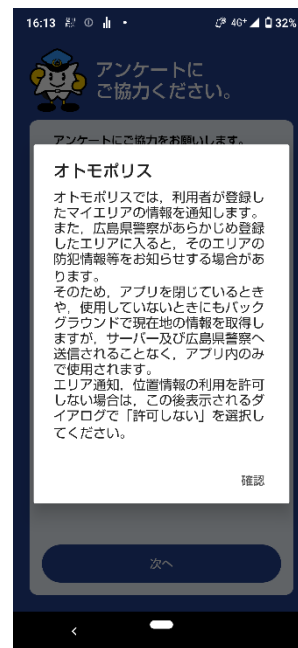 16:13
4G+ 32%
アンケートに
ご協力ください。
アンケートにご協力をお願いします。
オトモポリス
オトモポリスでは，利用者が登録し
たマイエリアの情報を通知します。
また，広島県警察があらかじめ登録
したエリアに入ると，そのエリアの
防犯情報等をお知らせする場合があ
ります。
そのため，アプリを閉じているとき
や，使用していないときにもバック
グラウンドで現在地の情報を取得し
ますが，サーバー及び広島県警察へ
送信されることなく，アプリ内のみ
で使用されます。
エリア通知，位置情報の利用を許可
しない場合は，この後表示されるダ
イアログで「許可しない」を選択し
てください。
確認
次へ